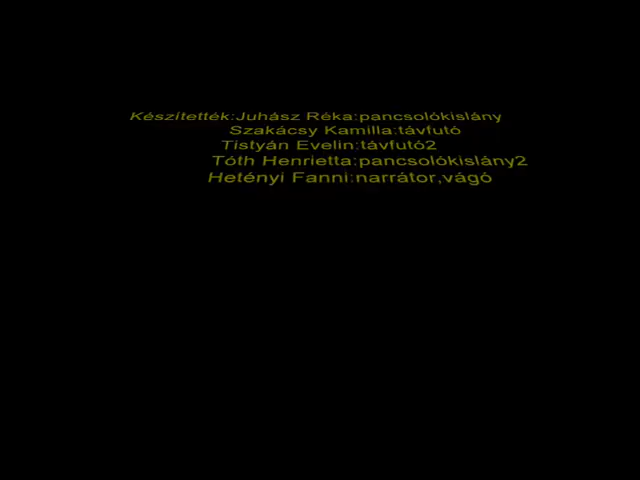 Készítették:Juhász Réka:pancsolókislány
Szakácsy Kamilla:távfutó
Tistyán Evelin:távfutó2
Tóth Henrietta:pancsolókislány2
Hetényi Fanni:narrátor,vágó